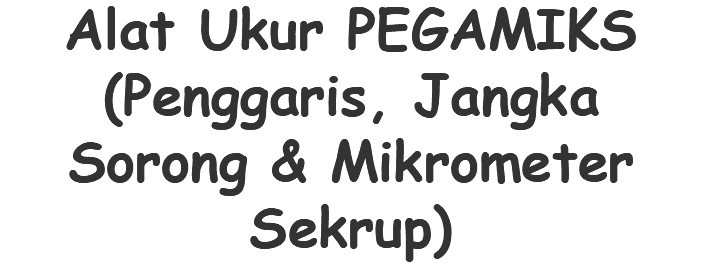 Alat Ukur PEGAMIKS
(Penggaris, Jangka
Sorong & Mikrometer
Sekrup)